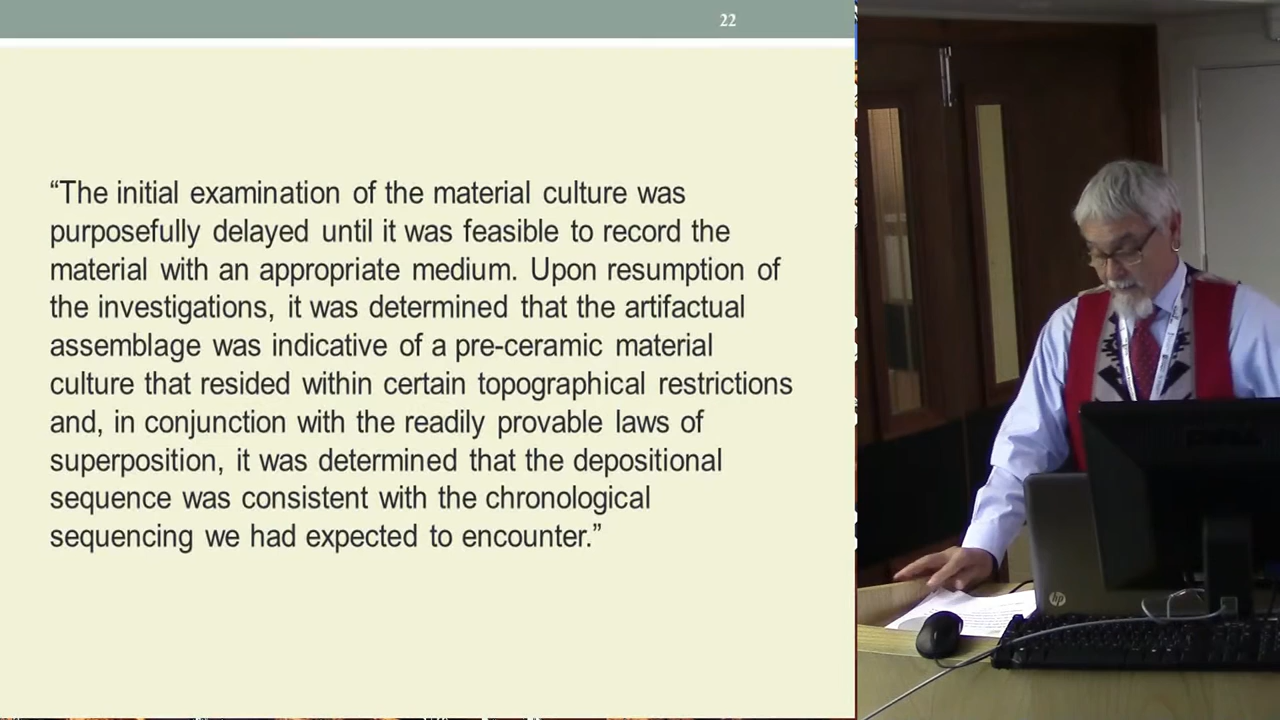 22
“The initial examination of the material culture was
purposefully delayed until it was feasible to record the
material with an appropriate medium. Upon resumption of
the investigations, it was determined that the artifactual
assemblage was indicative of a pre-ceramic material
culture that resided within certain topographical restrictions
and, in conjunction with the readily provable laws of
superposition, it was determined that the depositional
sequence was consistent with the chronological
sequencing we had expected to encounter.”
hp